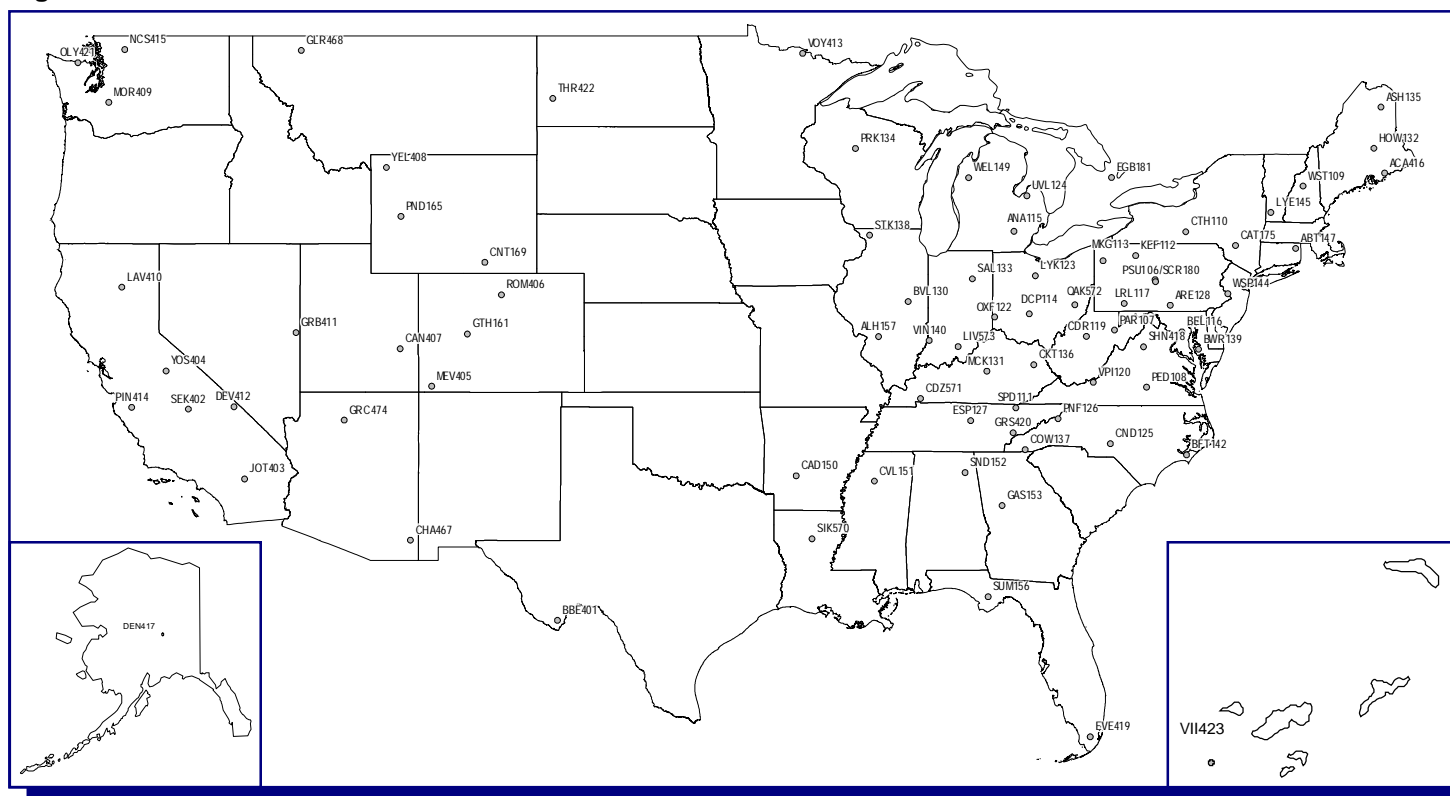 NCS415
OLY421
GLR468
VOY413
MOR409
THR422
ASH135
PRK134
HOW132
YEL408
WEL149
EGB181
ACA416
WST109
UVL124
PND165
LYE145
ANA115
CTH110
STK138
CAT175
ABT147
MKG113
KEF112
CNT169
LYK123
SAL133
PSU106/SCR180
LAV410
ROM406
WSP144
BVL130
OAK572
DCP114
LRL117
ARE128
OXF122
GRB411
GTH161
PAR107
BEL116
ALH157
VIN140
CDR119
CAN407
LIV573
SHN418
BWR139
YOS404
CKT136
MCK131
MEV405
VPI120
PED108
PIN414
SEK402
DEV412
CDZ571
SPD111
GRC474
ESP127
PNF126
GRS420
CND125
COW137
BFT142
JOT403
CAD150
CVL151
SND152
GAS153
CHA467
SIK570
SUM156
BBE401
DEN417
EVE419
VII423